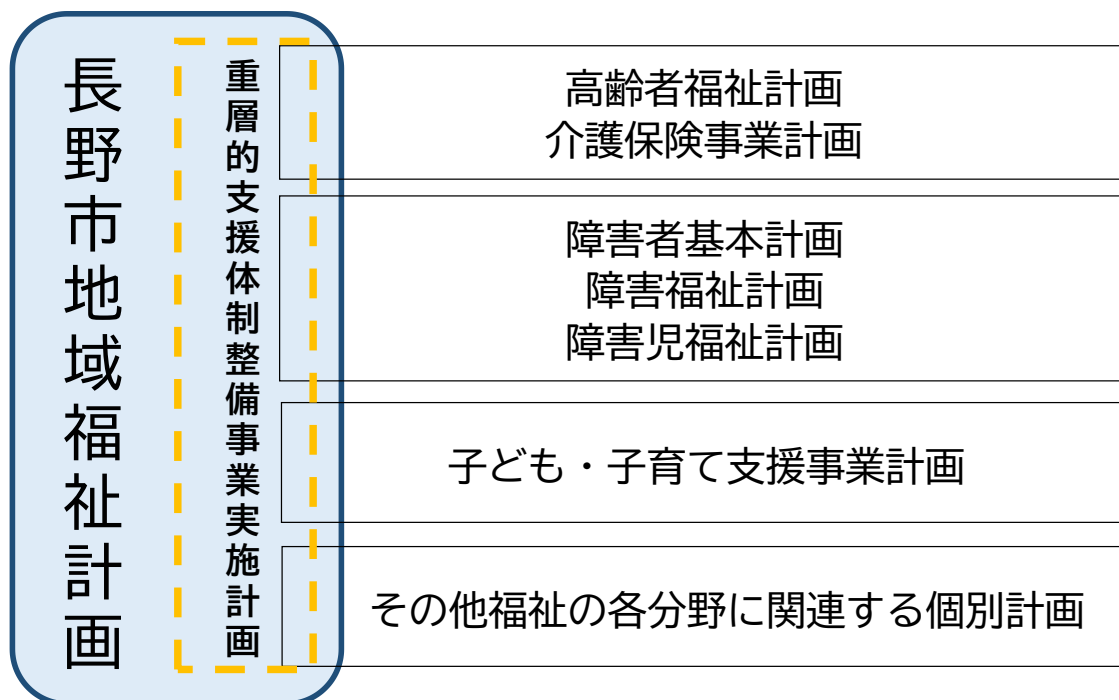 長野市地域福祉計画
重層的支援体制整備事業実施計画
高齢者福祉計画
介護保険事業計画
障害者基本計画
障害福祉計画
障害児福祉計画
子ども・子育て支援事業計画
その他福祉の各分野に関連する個別計画